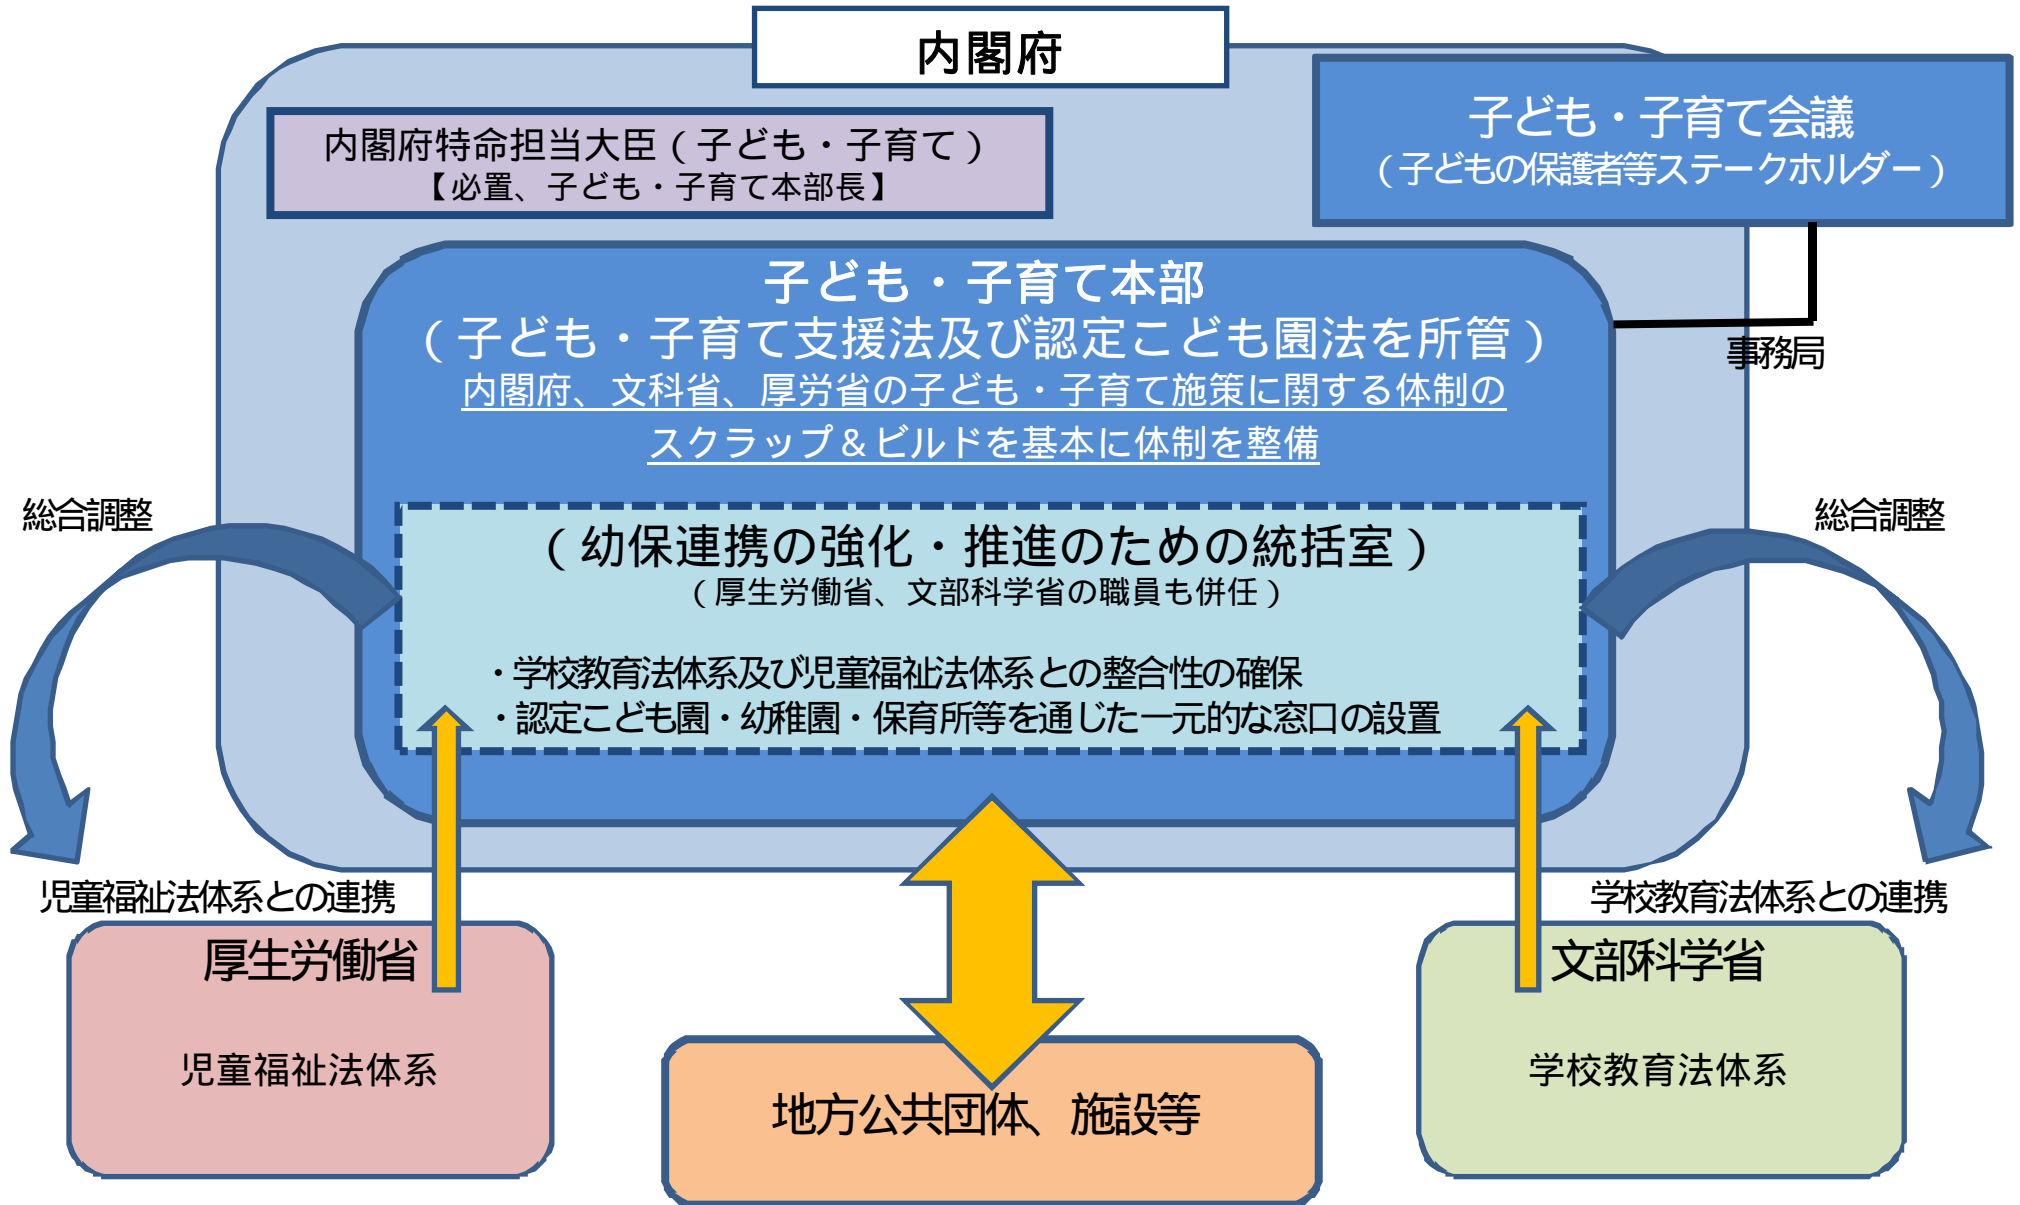 内閣府
内閣府特命担当大臣（子ども・子育て）
【必置、子ども・子育て本部長】
子ども・子育て会議
（子どもの保護者等ステークホルダー）
事務局
子ども・子育て本部
（子ども・子育て支援法及び認定こども園法を所管）
内閣府、文科省、厚労省の子ども・子育て施策に関する体制の
スクラップ＆ビルドを基本に体制を整備
総合調整
総合調整
（幼保連携の強化・推進のための統括室）
（厚生労働省、文部科学省の職員も併任）
・学校教育法体系及び児童福祉法体系との整合性の確保
・認定こども園・幼稚園・保育所等を通じた一元的な窓口の設置
児童福祉法体系との連携
学校教育法体系との連携
厚生労働省
児童福祉法体系
文部科学省
学校教育法体系
地方公共団体、施設等